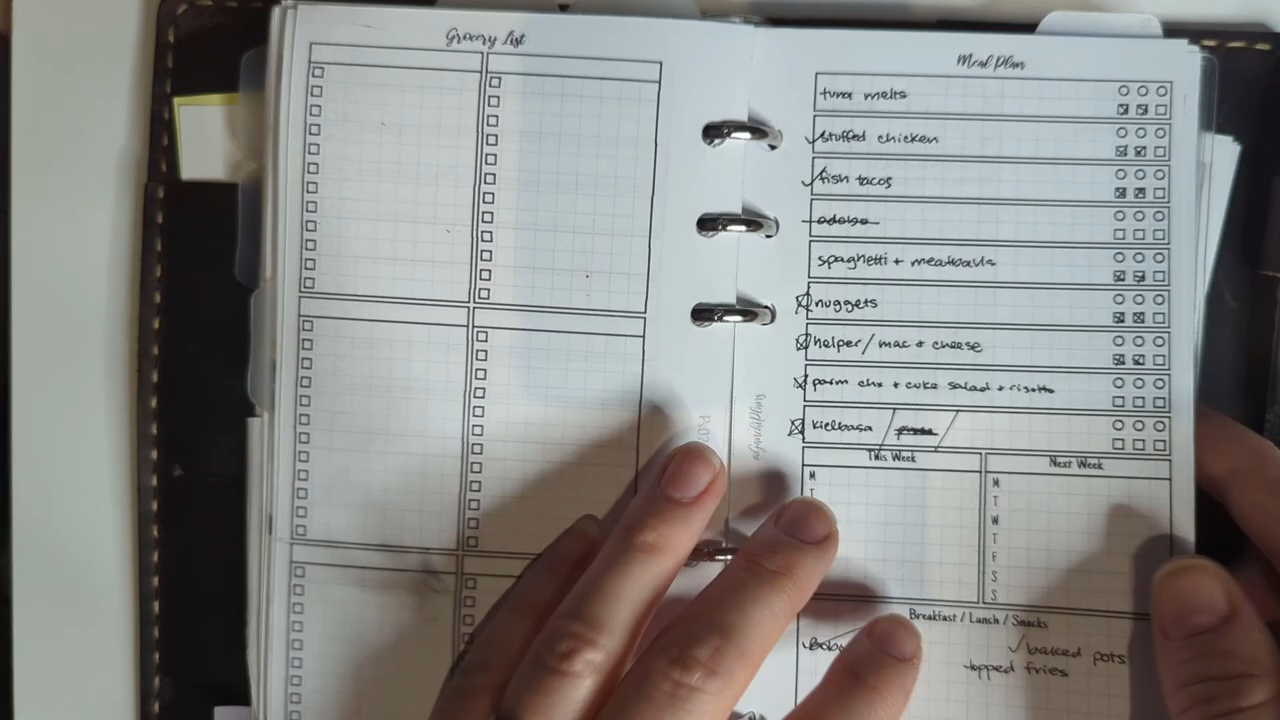 Grocery List
Meal Plan
tuna melts
stuffed chicken
fish tacos
adobo
spaghetti + meatballs
nuggets
helper/ mac + cheese
parm chx + cuke salad + risotto
kielbasa
This Week
Next Week
M
T
M
T
W
T
F
S
S
Breakfast / Lunch / Snacks
baked pots
topped fries